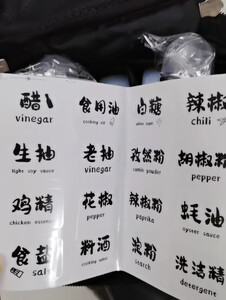 醋 食用油 白糖 辣椒
vinegar cooking oil white sugar chili
生抽 老抽 孜然粉 胡椒粉
light soy sauce vinegar cumin powder pepper
鸡精 花椒 辣椒粉 蚝油
chicken essence pepper paprika oyster sauce
食盐 料酒 淀粉 洗洁精
salt cooking wine starch detergent